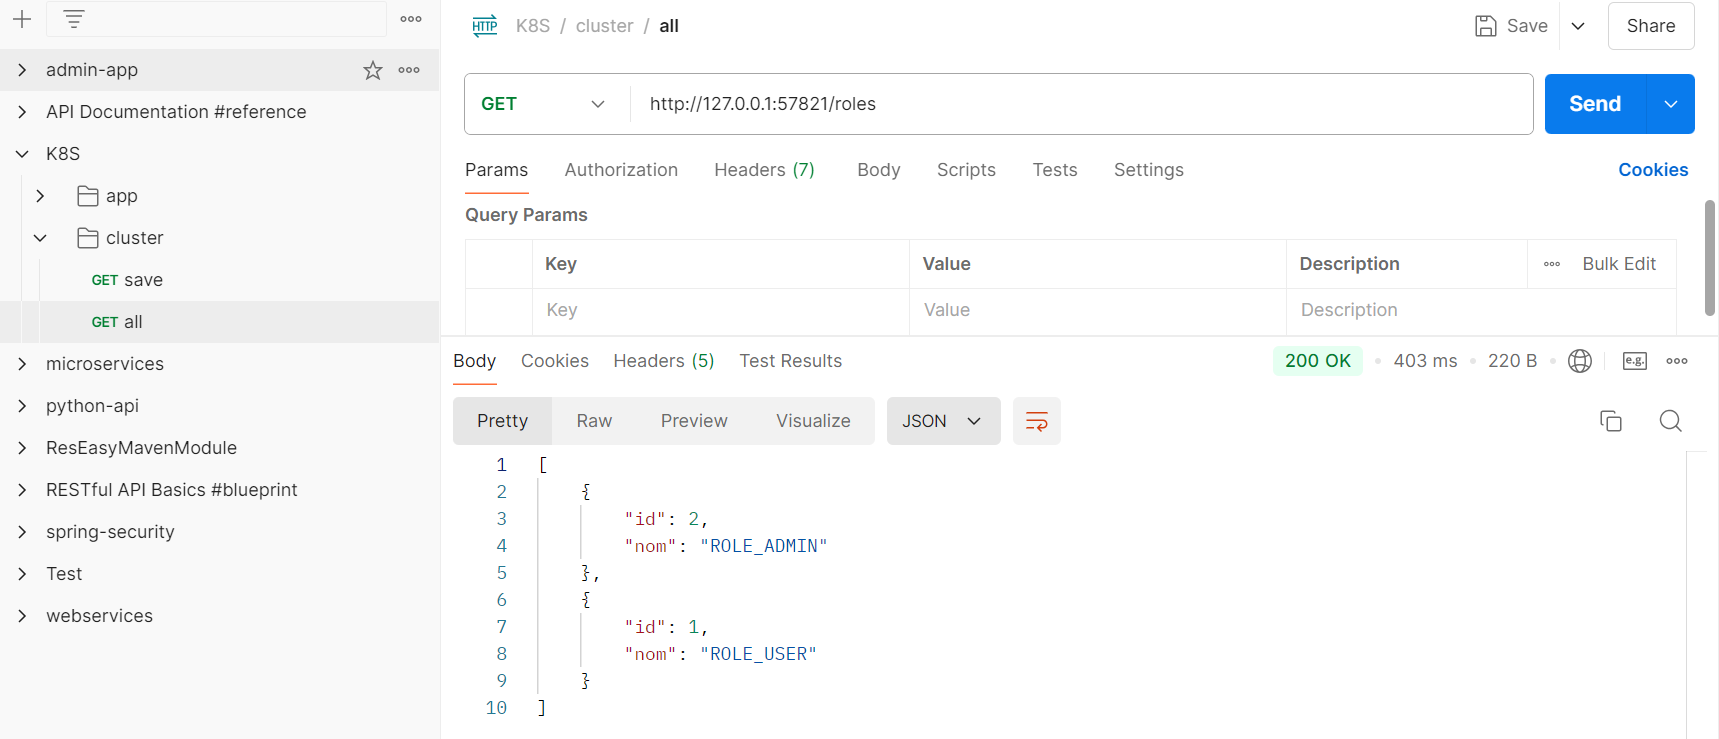 HTTP K8S / cluster / all Save Share
admin-app
API Documentation #reference
K8S
app
cluster
GET save
GET all
microservices
python-api
ResEasyMavenModule
RESTful API Basics #blueprint
spring-security
Test
webservices
GET http://127.0.0.1:57821/roles Send
Params Authorization Headers (7) Body Scripts Tests Settings Cookies
Query Params
Key Value Description Bulk Edit
Key Value Description
Body Cookies Headers (5) Test Results 200 OK 403 ms 220 B e.g.
Pretty Raw Preview Visualize JSON
1 [
2 {
3 "id": 2,
4 "nom": "ROLE_ADMIN"
5 },
6 {
7 "id": 1,
8 "nom": "ROLE_USER"
9 }
10 ]